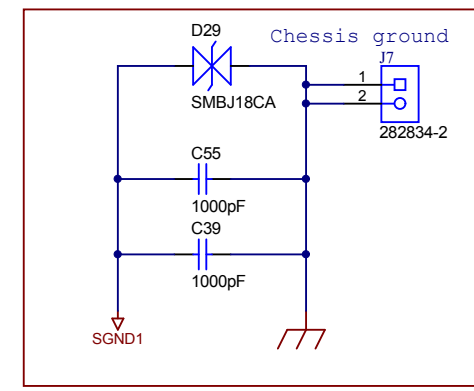 D29
Chessis ground
J7
SMBJ18CA
1
2
282834-2
C55
1000pF
C39
1000pF
SGND1